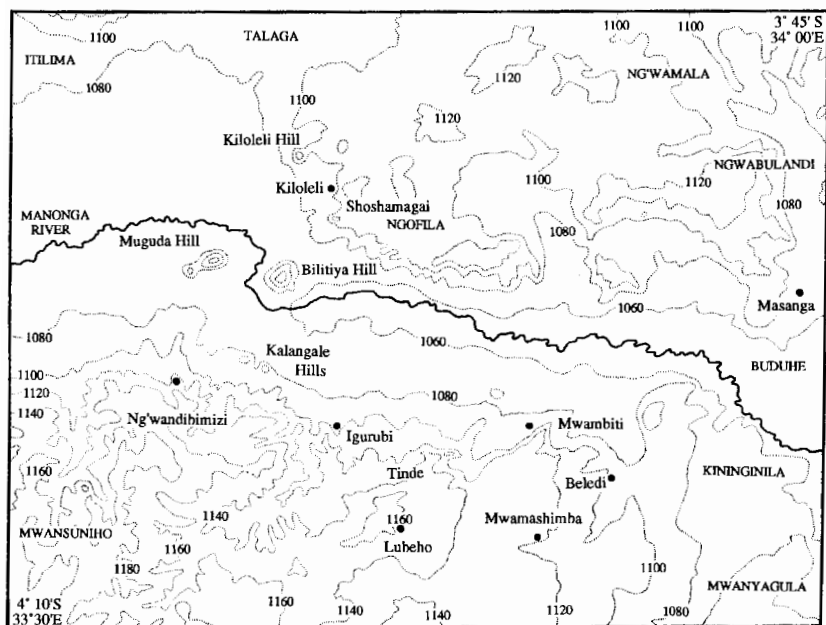 1100
TALAGA
1100
1100
3° 45' S
34° 00'E
ITILIMA
1080
1100
1120
NG'WAMALA
1120
Kiloleli Hill
NGWABULANDI
Kiloleli
1100
1120
Shoshamagai
NGOFILA
1080
MANONGA
RIVER
Muguda Hill
1080
Bilitiya Hill
1060
Masanga
1080
Kalangale
Hills
1060
BUDUHE
1100
1120
1140
1080
Ng'wandibimizi
Igurubi
Mwambiti
1160
Tinde
Beledi
KININGINILA
1140
1160
Mwamashimba
MWANSUNIHO
1160
Lubeho
1180
1100
MWANYAGULA
4° 10'S
33° 30'E
1160
1140
1140
1120
1080